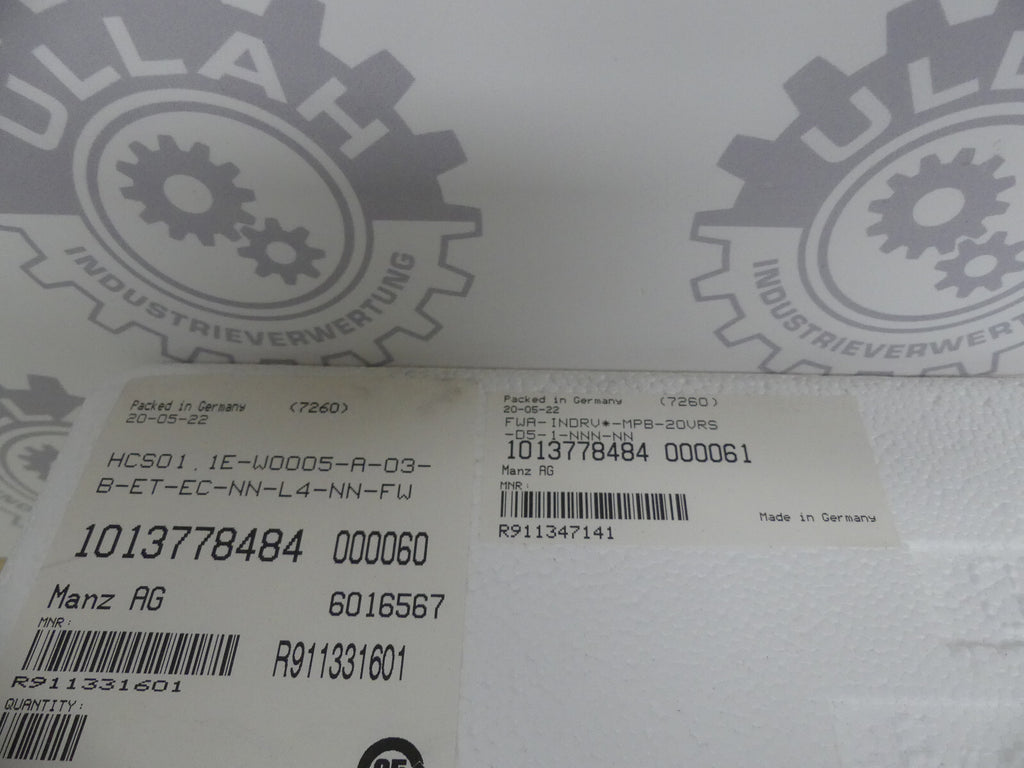 ULLAH
INDUSTRIEVERWERTUNG
INDUSTRIEVERWERTU
Packed in Germany (7260)
20-05-22
HCS01.1E-W0005-A-03-
B-ET-EC-NN-L4-NN-FW
1013778484 000060
Manz AG 6016567
MNR:
R911331601
R911331601
QUANTITY:
Packed in Germany (7260)
20-05-22
FWA-INDRV*-MPB-20VRS
-05-1-NNN-NN
1013778484 000061
Manz AG
MNR:
Made in Germany
R911347141